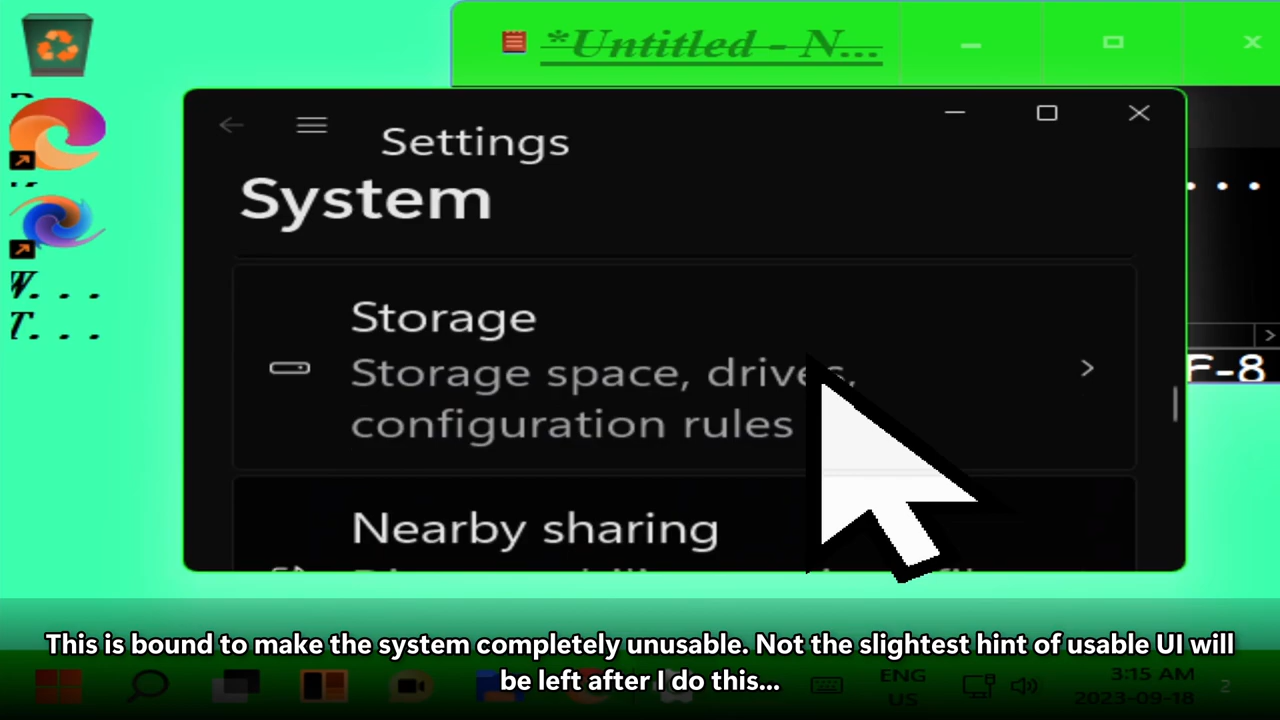 *Untitled - N...
Settings
System
Storage
Storage space, drives,
configuration rules
Nearby sharing
W...
T...
F-8
This is bound to make the system completely unusable. Not the slightest hint of usable UI will
be left after I do this...
ENG
US
3:15 AM
2023-09-18
2